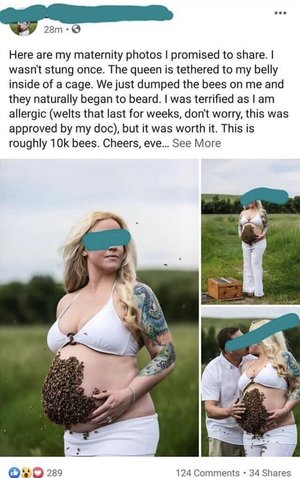 28m ·
Here are my maternity photos I promised to share. I
wasn't stung once. The queen is tethered to my belly
inside of a cage. We just dumped the bees on me and
they naturally began to beard. I was terrified as I am
allergic (welts that last for weeks, don't worry, this was
approved by my doc), but it was worth it. This is
roughly 10k bees. Cheers, eve... See More
289
124 Comments • 34 Shares